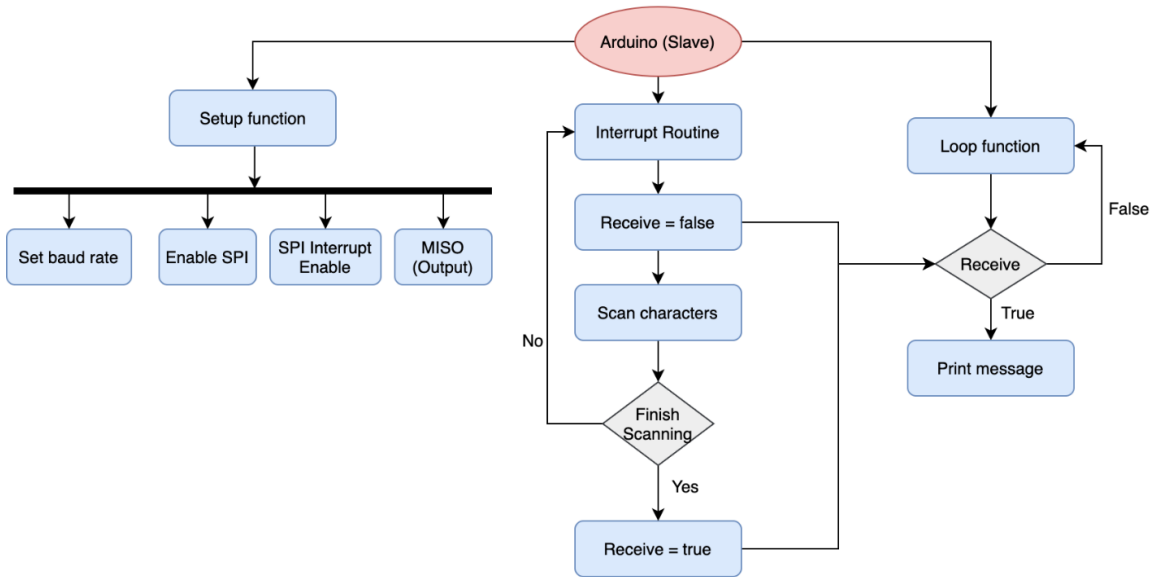 Arduino (Slave)
Setup function
Set baud rate
Enable SPI
SPI Interrupt
Enable
MISO
(Output)
Interrupt Routine
Receive = false
Scan characters
No
Finish
Scanning
Yes
Receive = true
Loop function
False
Receive
True
Print message